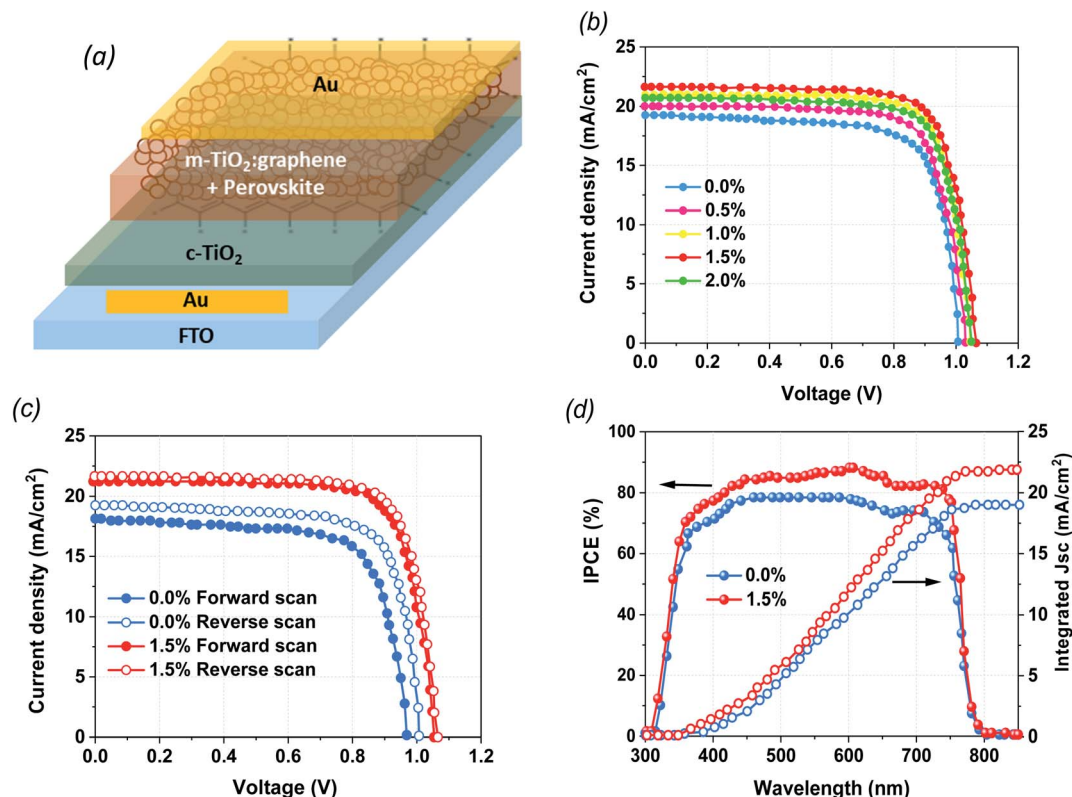 (a)
Au
m-TiO₂:graphene
+ Perovskite
c-TiO₂
Au
FTO
(b)
25
20
15
10
5
0
0.0 0.2 0.4 0.6 0.8 1.0 1.2
Current density (mA/cm²)
Voltage (V)
0.0%
0.5%
1.0%
1.5%
2.0%
(c)
25
20
15
10
5
0
0.0 0.2 0.4 0.6 0.8 1.0 1.2
Current density (mA/cm²)
Voltage (V)
0.0% Forward scan
0.0% Reverse scan
1.5% Forward scan
1.5% Reverse scan
(d)
100
80
60
40
20
0
300 400 500 600 700 800
IPCE (%)
Wavelength (nm)
0.0%
1.5%
25
20
15
10
5
0
Integrated Jsc (mA/cm²)